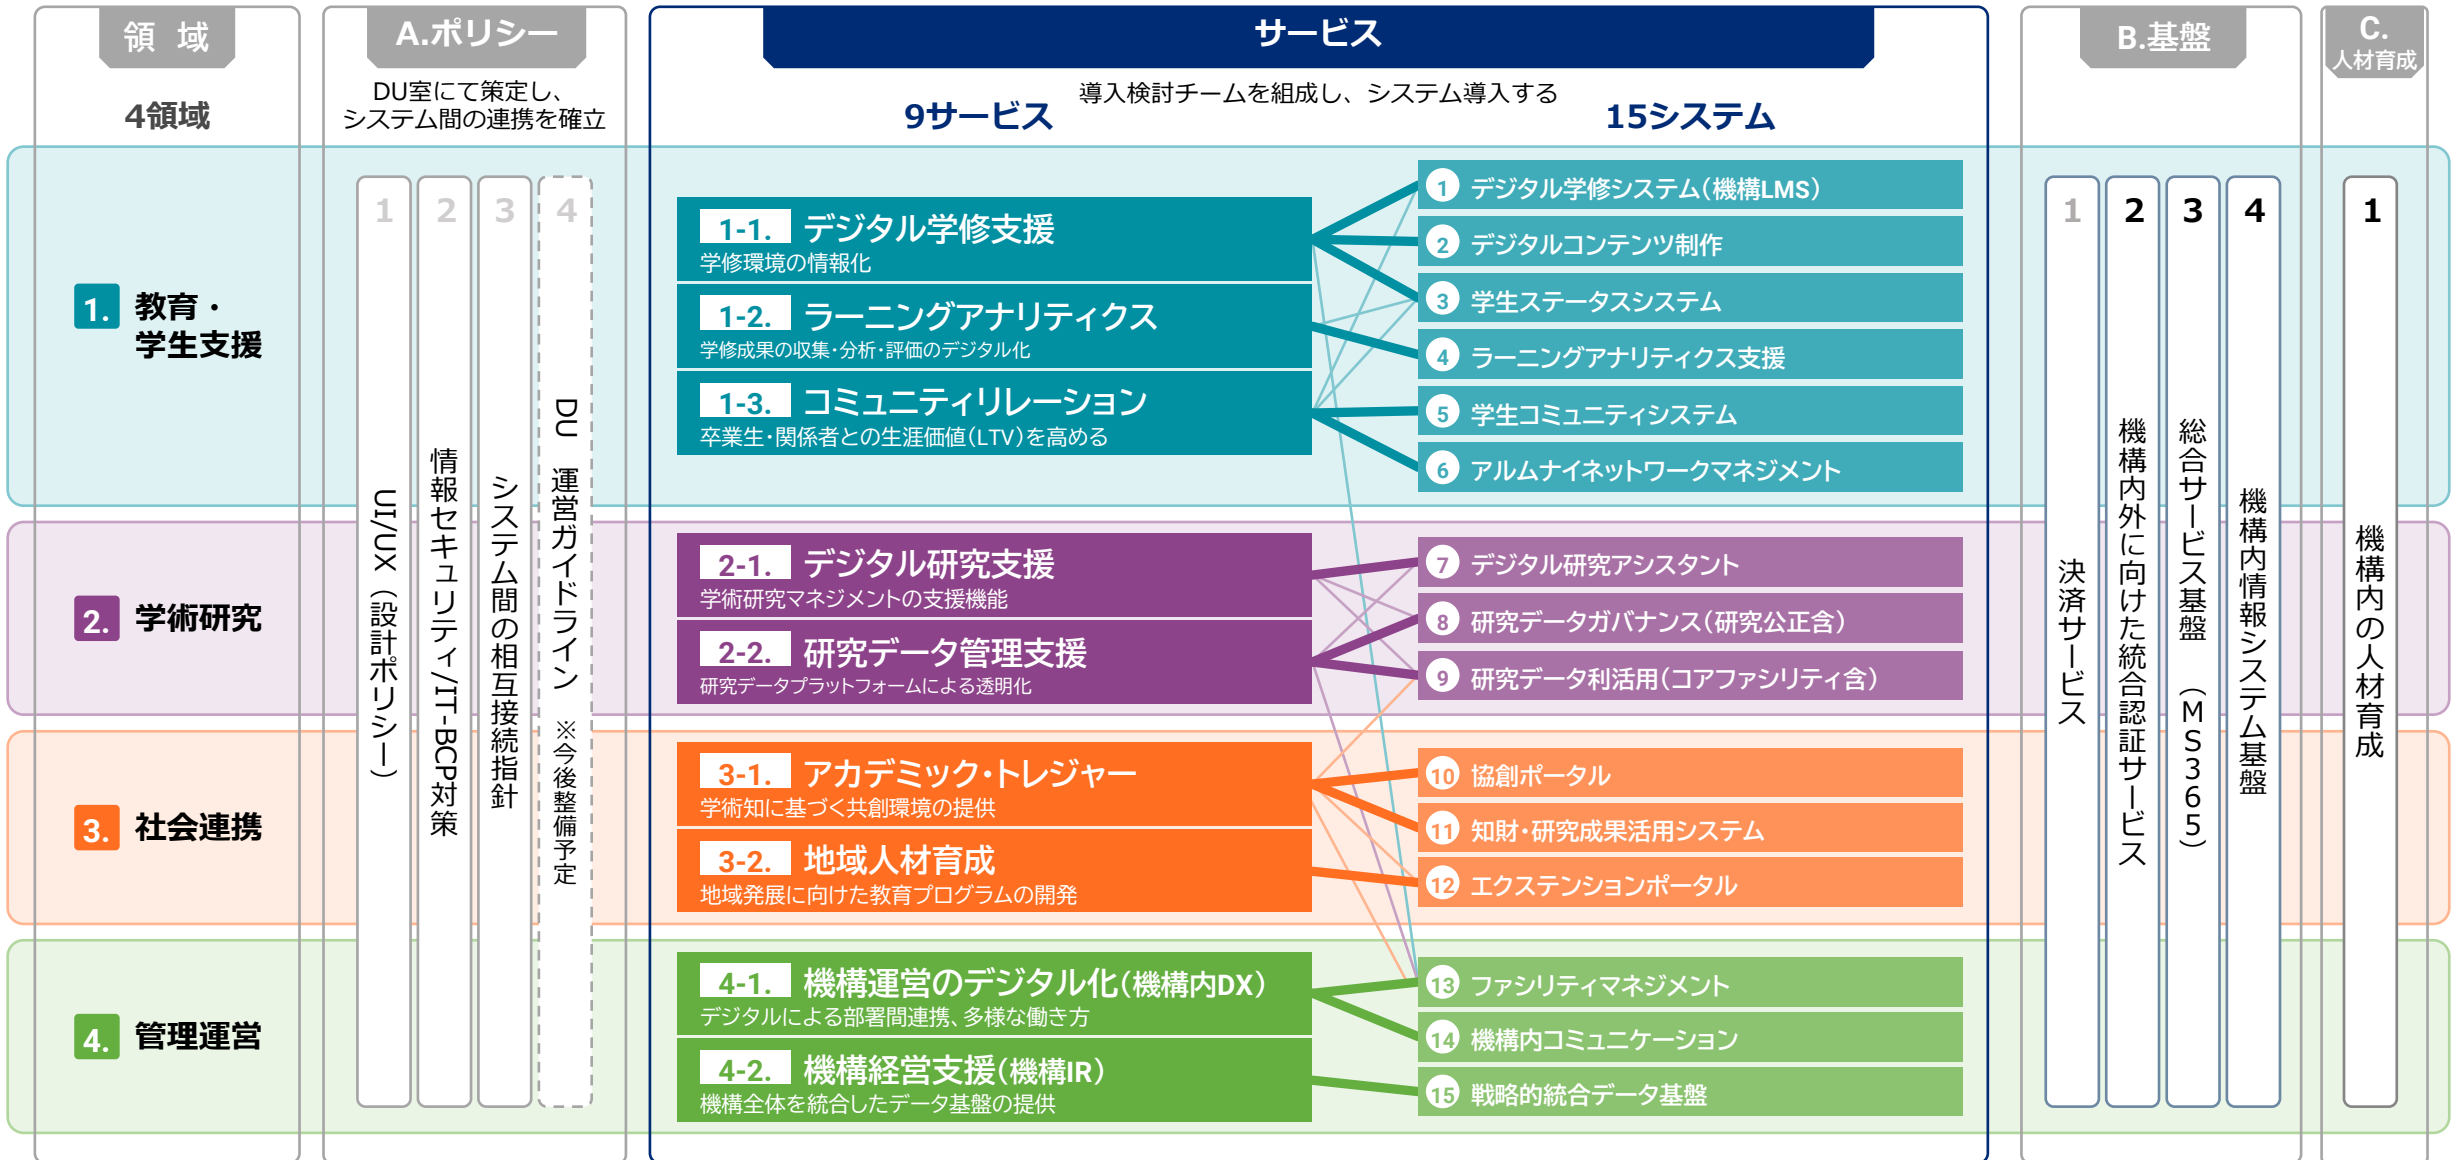 領 域
4領域
A.ポリシー
DU室にて策定し、
システム間の連携を確立
サービス
導入検討チームを組成し、システム導入する
9サービス
15システム
B.基盤
C.
人材育成
1.
教育・
学生支援
2.
学術研究
3.
社会連携
4.
管理運営
1
UI/UX（設計ポリシー）
2
情報セキュリティ/IT-BCP対策
3
システム間の相互接続指針
4
DU 運営ガイドライン ※今後整備予定
1-1. デジタル学修支援
学修環境の情報化
1-2. ラーニングアナリティクス
学修成果の収集・分析・評価のデジタル化
1-3. コミュニティリレーション
卒業生・関係者との生涯価値（LTV）を高める
2-1. デジタル研究支援
学術研究マネジメントの支援機能
2-2. 研究データ管理支援
研究データプラットフォームによる透明化
3-1. アカデミック・トレジャー
学術知に基づく共創環境の提供
3-2. 地域人材育成
地域発展に向けた教育プログラムの開発
4-1. 機構運営のデジタル化（機構内DX）
デジタルによる部署間連携、多様な働き方
4-2. 機構経営支援（機構IR）
機構全体を統合したデータ基盤の提供
1 デジタル学修システム（機構LMS）
2 デジタルコンテンツ制作
3 学生ステータスシステム
4 ラーニングアナリティクス支援
5 学生コミュニティシステム
6 アルムナイネットワークマネジメント
7 デジタル研究アシスタント
8 研究データガバナンス（研究公正含）
9 研究データ利活用（コアファシリティ含）
10 協創ポータル
11 知財・研究成果活用システム
12 エクステンションポータル
13 ファシリティマネジメント
14 機構内コミュニケーション
15 戦略的統合データ基盤
1
決済サービス
2
機構内外に向けた統合認証サービス
3
総合サービス基盤 （MS365）
4
機構内情報システム基盤
1
機構内の人材育成